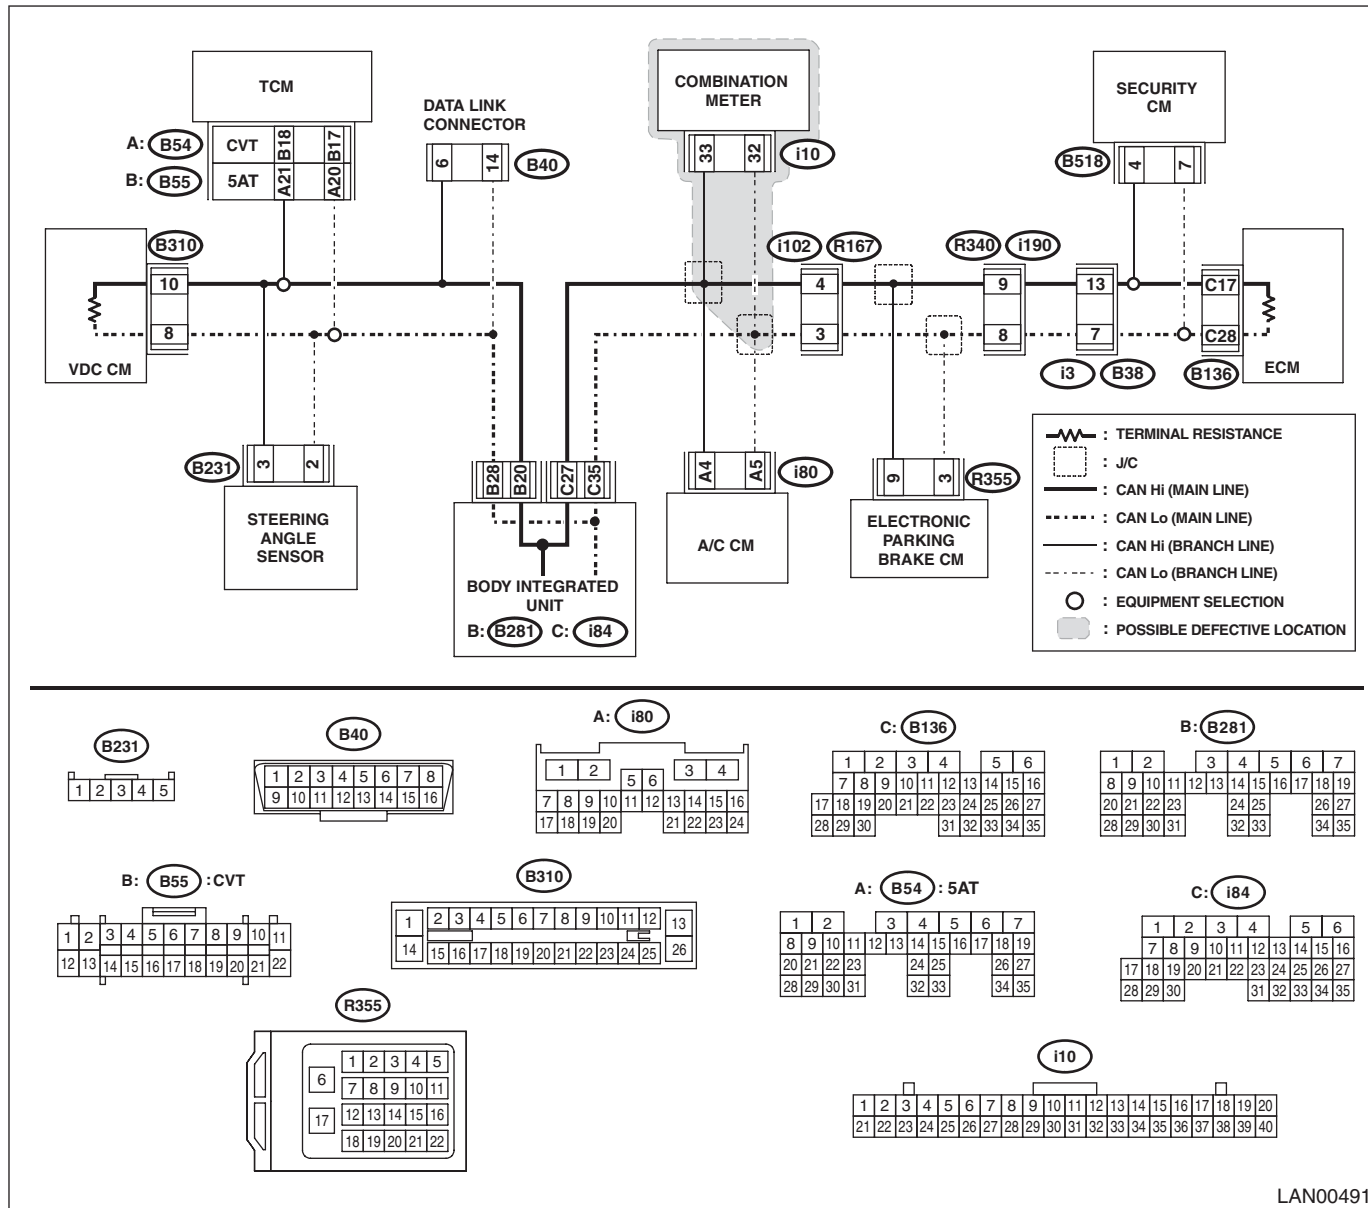 TCM
A: B54 CVT B18 B17
B: B55 5AT A21 A20
DATA LINK
CONNECTOR
6 14 B40
COMBINATION
METER
33 32 i10
SECURITY
CM
B518 4 7
B310
10
8
VDC CM
i102 R167
4
3
R340 i190
9
8
13
7
i3 B38
C17
C28
B136
ECM
B231 3 2
STEERING
ANGLE
SENSOR
B28 B20 C27 C35
BODY INTEGRATED
UNIT
B: B281 C: i84
A4 A5 i80
A/C CM
9 3 R355
ELECTRONIC
PARKING
BRAKE CM
: TERMINAL RESISTANCE
: J/C
: CAN Hi (MAIN LINE)
: CAN Lo (MAIN LINE)
: CAN Hi (BRANCH LINE)
: CAN Lo (BRANCH LINE)
: EQUIPMENT SELECTION
: POSSIBLE DEFECTIVE LOCATION
B231
1 2 3 4 5
B40
1 2 3 4 5 6 7 8
9 10 11 12 13 14 15 16
A: i80
1 2 3 4
5 6
7 8 9 10 11 12 13 14 15 16
17 18 19 20 21 22 23 24
C: B136
1 2 3 4 5 6
7 8 9 10 11 12 13 14 15 16
17 18 19 20 21 22 23 24 25 26 27
28 29 30 31 32 33 34 35
B: B281
1 2 3 4 5 6 7
8 9 10 11 12 13 14 15 16 17 18 19
20 21 22 23 24 25 26 27
28 29 30 31 32 33 34 35
B: B55 :CVT
1 2 3 4 5 6 7 8 9 10 11
12 13 14 15 16 17 18 19 20 21 22
B310
1 2 3 4 5 6 7 8 9 10 11 12 13
14 15 16 17 18 19 20 21 22 23 24 25 26
A: B54 : 5AT
1 2 3 4 5 6 7
8 9 10 11 12 13 14 15 16 17 18 19
20 21 22 23 24 25 26 27
28 29 30 31 32 33 34 35
C: i84
1 2 3 4 5 6
7 8 9 10 11 12 13 14 15 16
17 18 19 20 21 22 23 24 25 26 27
28 29 30 31 32 33 34 35
R355
1 2 3 4 5
6
7 8 9 10 11
12 13 14 15 16
17
18 19 20 21 22
i10
1 2 3 4 5 6 7 8 9 10 11 12 13 14 15 16 17 18 19 20
21 22 23 24 25 26 27 28 29 30 31 32 33 34 35 36 37 38 39 40
LAN00491